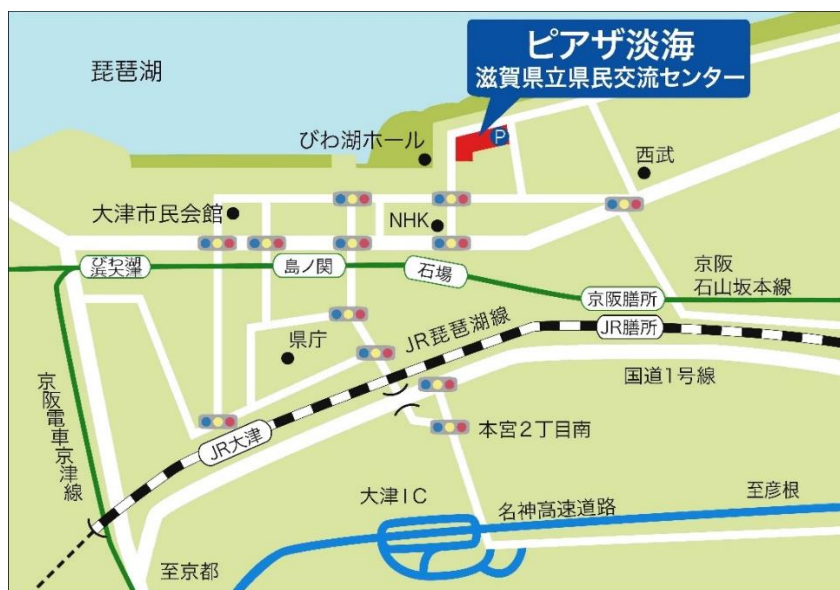 ピアザ淡海
滋賀県立県民交流センター
琵琶湖
びわ湖ホール
P
西武
大津市民会館
NHK
びわ湖
浜大津
島ノ関
石場
京阪
石山坂本線
京阪膳所
JR膳所
JR琵琶湖線
県庁
国道1号線
京阪電車京津線
JR大津
本宮2丁目南
大津IC
名神高速道路
至彦根
至京都